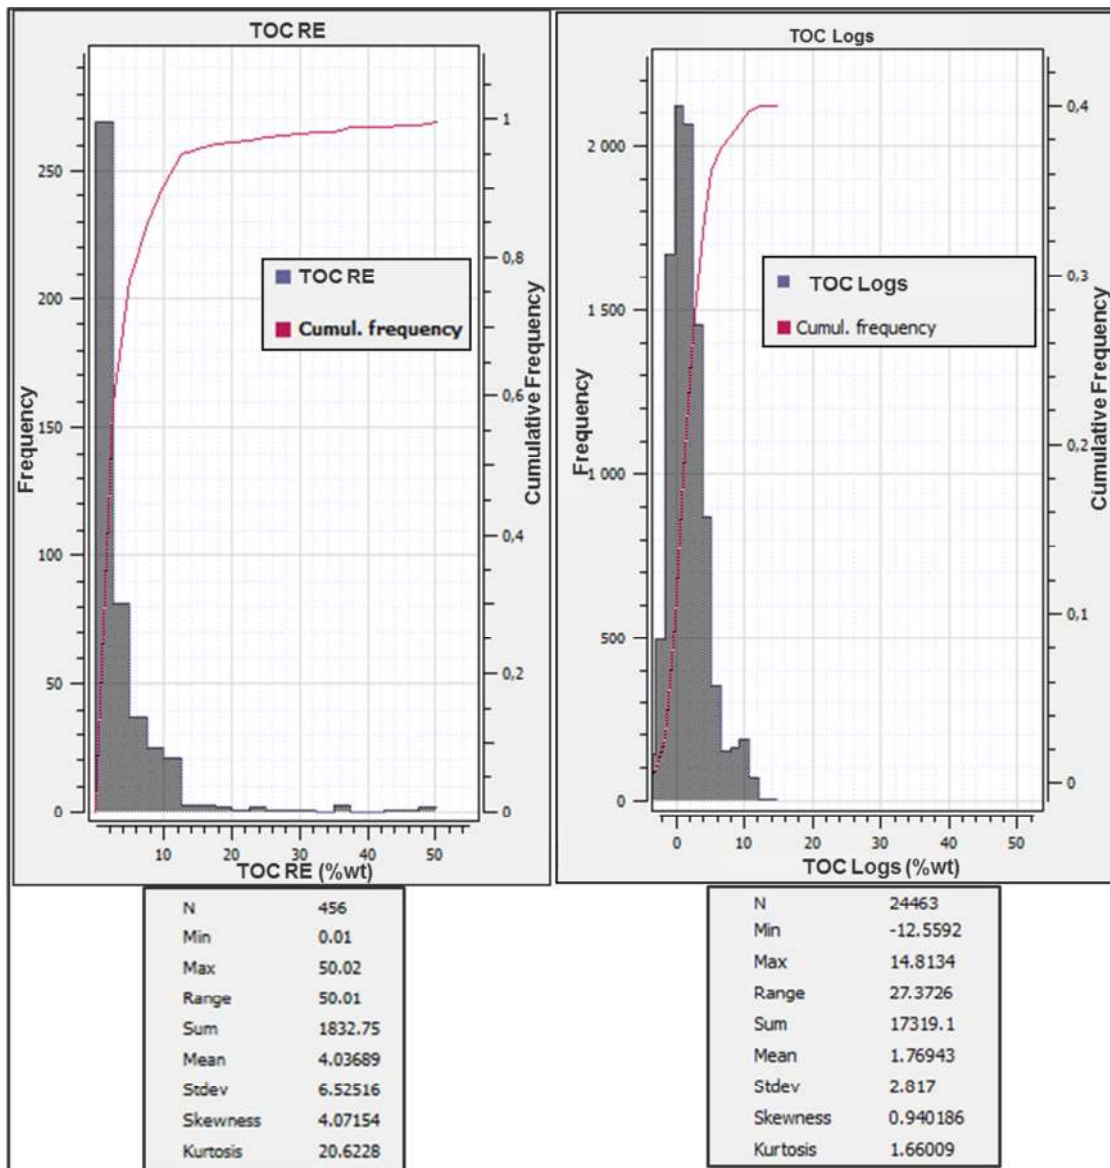 TOC RE
Frequency
250
200
150
100
50
0
TOC RE
Cumul. frequency
1
0,8
0,6
0,4
0,2
0
Cumulative Frequency
10 20 30 40 50
TOC RE (%wt)
N 456
Min 0.01
Max 50.02
Range 50.01
Sum 1832.75
Mean 4.03689
Stdev 6.52516
Skewness 4.07154
Kurtosis 20.6228
TOC Logs
Frequency
2 000
1 500
1 000
500
0
TOC Logs
Cumul. frequency
0,4
0,3
0,2
0,1
0
Cumulative Frequency
0 10 20 30 40 50
TOC Logs (%wt)
N 24463
Min -12.5592
Max 14.8134
Range 27.3726
Sum 17319.1
Mean 1.76943
Stdev 2.817
Skewness 0.940186
Kurtosis 1.66009